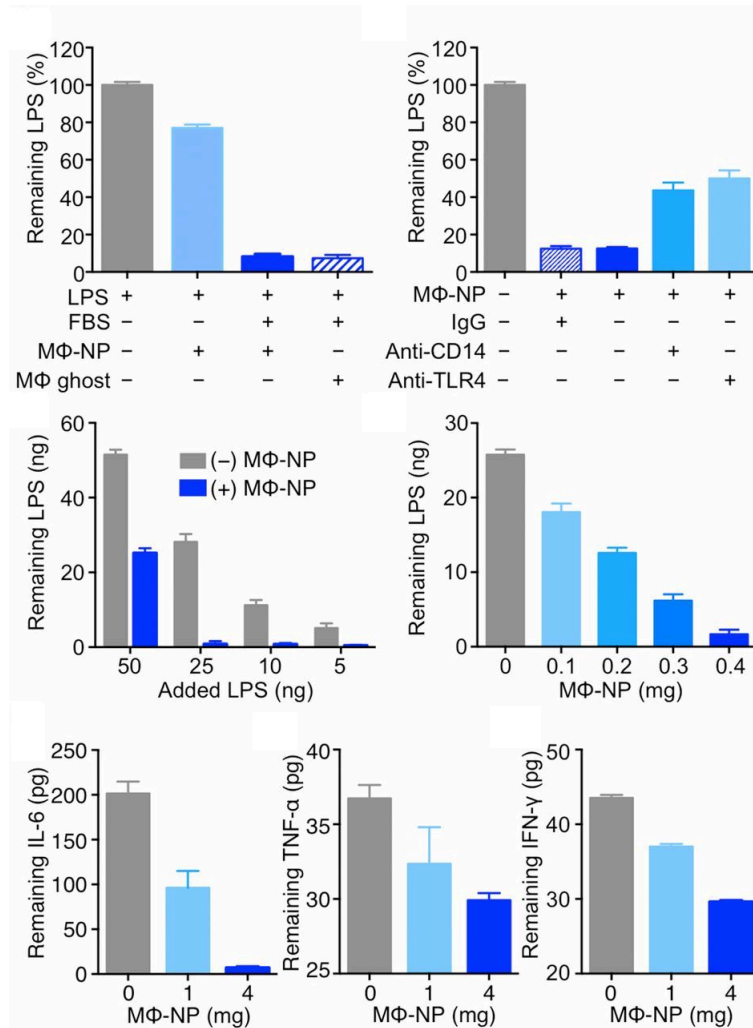 Remaining LPS (%)
120
100
80
60
40
20
0
LPS + + + +
FBS − − + +
MΦ-NP − + + −
MΦ ghost − − − +
Remaining LPS (%)
120
100
80
60
40
20
0
MΦ-NP − + + + +
IgG − + − − −
Anti-CD14 − − − + −
Anti-TLR4 − − − − +
Remaining LPS (ng)
60
40
20
0
(−) MΦ-NP
(+) MΦ-NP
50 25 10 5
Added LPS (ng)
Remaining LPS (ng)
30
20
10
0
0 0.1 0.2 0.3 0.4
MΦ-NP (mg)
Remaining IL-6 (pg)
250
200
150
100
50
0
0 1 4
MΦ-NP (mg)
Remaining TNF-α (pg)
40
35
30
25
0 1 4
MΦ-NP (mg)
Remaining IFN-γ (pg)
50
40
30
20
0 1 4
MΦ-NP (mg)